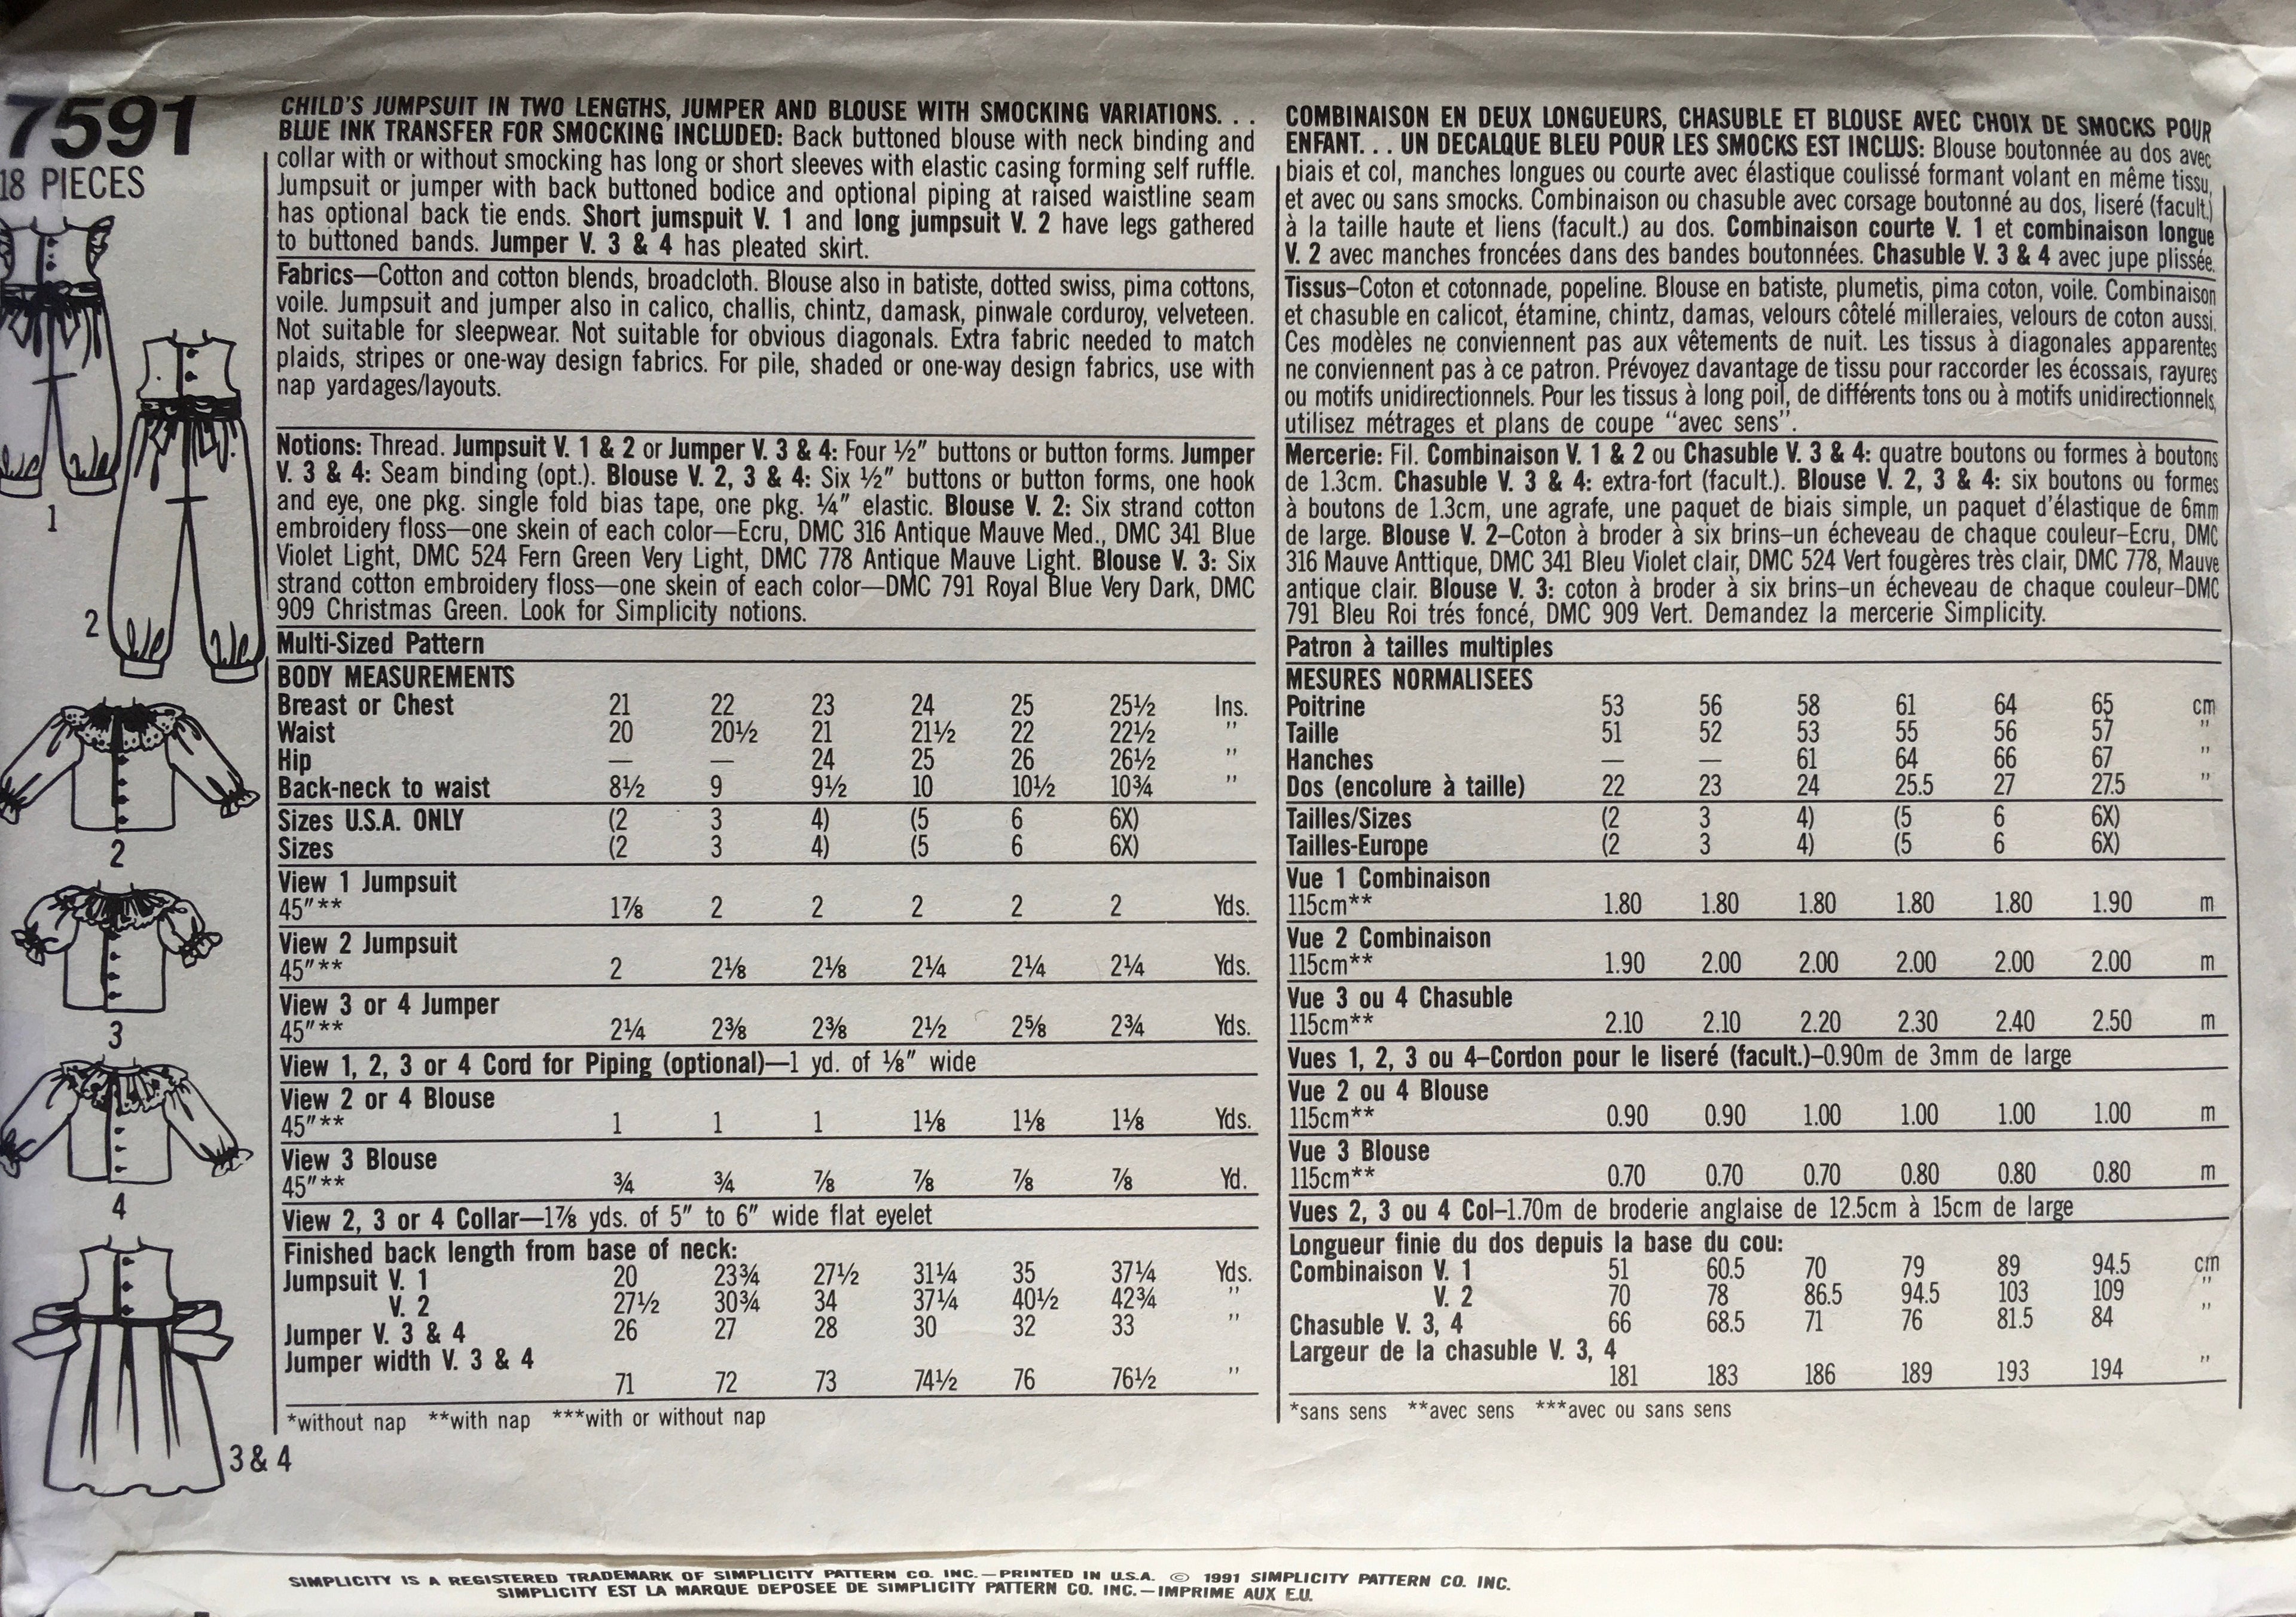 7591
18 PIECES
1
2
2
3
4
3 & 4
CHILD'S JUMPSUIT IN TWO LENGTHS, JUMPER AND BLOUSE WITH SMOCKING VARIATIONS. . .
BLUE INK TRANSFER FOR SMOCKING INCLUDED: Back buttoned blouse with neck binding and
collar with or without smocking has long or short sleeves with elastic casing forming self ruffle.
Jumpsuit or jumper with back buttoned bodice and optional piping at raised waistline seam
has optional back tie ends. Short jumspuit V. 1 and long jumpsuit V. 2 have legs gathered
to buttoned bands. Jumper V. 3 & 4 has pleated skirt.
Fabrics—Cotton and cotton blends, broadcloth. Blouse also in batiste, dotted swiss, pima cottons,
voile. Jumpsuit and jumper also in calico, challis, chintz, damask, pinwale corduroy, velveteen.
Not suitable for sleepwear. Not suitable for obvious diagonals. Extra fabric needed to match
plaids, stripes or one-way design fabrics. For pile, shaded or one-way design fabrics, use with
nap yardages/layouts.
Notions: Thread. Jumpsuit V. 1 & 2 or Jumper V. 3 & 4: Four ½" buttons or button forms. Jumper
V. 3 & 4: Seam binding (opt.). Blouse V. 2, 3 & 4: Six ½" buttons or button forms, one hook
and eye, one pkg. single fold bias tape, one pkg. ¼" elastic. Blouse V. 2: Six strand cotton
embroidery floss—one skein of each color—Ecru, DMC 316 Antique Mauve Med., DMC 341 Blue
Violet Light, DMC 524 Fern Green Very Light, DMC 778 Antique Mauve Light. Blouse V. 3: Six
strand cotton embroidery floss—one skein of each color—DMC 791 Royal Blue Very Dark, DMC
909 Christmas Green. Look for Simplicity notions.
Multi-Sized Pattern
BODY MEASUREMENTS
Breast or Chest 21 22 23 24 25 25½ Ins.
Waist 20 20½ 21 21½ 22 22½ "
Hip — — 24 25 26 26½ "
Back-neck to waist 8½ 9 9½ 10 10½ 10¾ "
Sizes U.S.A. ONLY (2 3 4) (5 6 6X)
Sizes (2 3 4) (5 6 6X)
View 1 Jumpsuit
45"** 1⅞ 2 2 2 2 2 Yds.
View 2 Jumpsuit
45"** 2 2⅛ 2⅛ 2¼ 2¼ 2¼ Yds.
View 3 or 4 Jumper
45"** 2¼ 2⅜ 2⅜ 2½ 2⅝ 2¾ Yds.
View 1, 2, 3 or 4 Cord for Piping (optional)—1 yd. of ⅛" wide
View 2 or 4 Blouse
45"** 1 1 1 1⅛ 1⅛ 1⅛ Yds.
View 3 Blouse
45"** ¾ ¾ ⅞ ⅞ ⅞ ⅞ Yd.
View 2, 3 or 4 Collar—1⅞ yds. of 5" to 6" wide flat eyelet
Finished back length from base of neck:
Jumpsuit V. 1 20 23¾ 27½ 31¼ 35 37¼ Yds.
V. 2 27½ 30¾ 34 37¼ 40½ 42¾ "
Jumper V. 3 & 4 26 27 28 30 32 33 "
Jumper width V. 3 & 4
71 72 73 74½ 76 76½ "
*without nap **with nap ***with or without nap
COMBINAISON EN DEUX LONGUEURS, CHASUBLE ET BLOUSE AVEC CHOIX DE SMOCKS POUR
ENFANT. . . UN DECALQUE BLEU POUR LES SMOCKS EST INCLUS: Blouse boutonnée au dos avec
biais et col, manches longues ou courte avec élastique coulissé formant volant en même tissu,
et avec ou sans smocks. Combinaison ou chasuble avec corsage boutonné au dos, liseré (facult.)
à la taille haute et liens (facult.) au dos. Combinaison courte V. 1 et combinaison longue
V. 2 avec manches froncées dans des bandes boutonnées. Chasuble V. 3 & 4 avec jupe plissée.
Tissus–Coton et cotonnade, popeline. Blouse en batiste, plumetis, pima coton, voile. Combinaison
et chasuble en calicot, étamine, chintz, damas, velours côtelé milleraies, velours de coton aussi.
Ces modèles ne conviennent pas aux vêtements de nuit. Les tissus à diagonales apparentes
ne conviennent pas à ce patron. Prévoyez davantage de tissu pour raccorder les écossais, rayures
ou motifs unidirectionnels. Pour les tissus à long poil, de différents tons ou à motifs unidirectionnels,
utilisez métrages et plans de coupe "avec sens".
Mercerie: Fil. Combinaison V. 1 & 2 ou Chasuble V. 3 & 4: quatre boutons ou formes à boutons
de 1.3cm. Chasuble V. 3 & 4: extra-fort (facult.). Blouse V. 2, 3 & 4: six boutons ou formes
à boutons de 1.3cm, une agrafe, une paquet de biais simple, un paquet d'élastique de 6mm
de large. Blouse V. 2–Coton à broder à six brins–un écheveau de chaque couleur–Ecru, DMC
316 Mauve Anttique, DMC 341 Bleu Violet clair, DMC 524 Vert fougères très clair, DMC 778, Mauve
antique clair. Blouse V. 3: coton à broder à six brins–un écheveau de chaque couleur–DMC
791 Bleu Roi trés foncé, DMC 909 Vert. Demandez la mercerie Simplicity.
Patron à tailles multiples
MESURES NORMALISEES
Poitrine 53 56 58 61 64 65 cm
Taille 51 52 53 55 56 57 "
Hanches — — 61 64 66 67 "
Dos (encolure à taille) 22 23 24 25.5 27 27.5 "
Tailles/Sizes (2 3 4) (5 6 6X)
Tailles-Europe (2 3 4) (5 6 6X)
Vue 1 Combinaison
115cm** 1.80 1.80 1.80 1.80 1.80 1.90 m
Vue 2 Combinaison
115cm** 1.90 2.00 2.00 2.00 2.00 2.00 m
Vue 3 ou 4 Chasuble
115cm** 2.10 2.10 2.20 2.30 2.40 2.50 m
Vues 1, 2, 3 ou 4–Cordon pour le liseré (facult.)–0.90m de 3mm de large
Vue 2 ou 4 Blouse
115cm** 0.90 0.90 1.00 1.00 1.00 1.00 m
Vue 3 Blouse
115cm** 0.70 0.70 0.70 0.80 0.80 0.80 m
Vues 2, 3 ou 4 Col–1.70m de broderie anglaise de 12.5cm à 15cm de large
Longueur finie du dos depuis la base du cou:
Combinaison V. 1 51 60.5 70 79 89 94.5 cm
V. 2 70 78 86.5 94.5 103 109 "
Chasuble V. 3, 4 66 68.5 71 76 81.5 84 "
Largeur de la chasuble V. 3, 4
181 183 186 189 193 194 "
*sans sens **avec sens ***avec ou sans sens
SIMPLICITY IS A REGISTERED TRADEMARK OF SIMPLICITY PATTERN CO. INC.—PRINTED IN U.S.A. © 1991 SIMPLICITY PATTERN CO. INC.
SIMPLICITY EST LA MARQUE DEPOSEE DE SIMPLICITY PATTERN CO. INC.—IMPRIME AUX E.U.